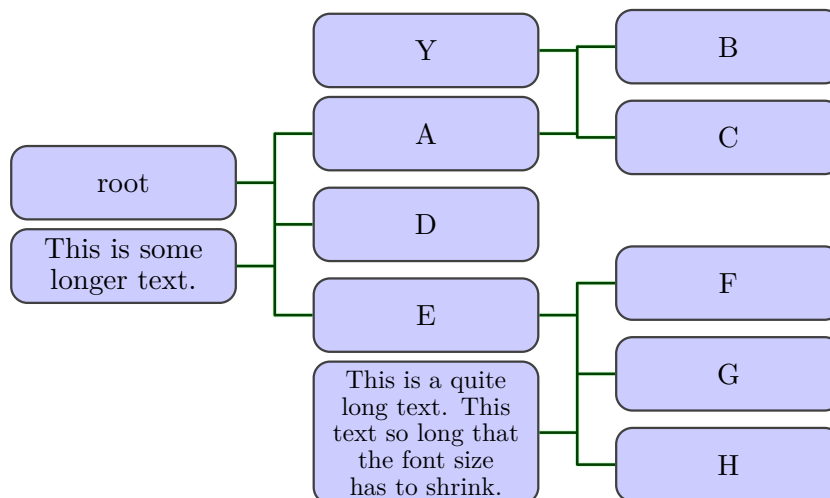 root
This is some
longer text.
Y
A
D
E
This is a quite
long text. This
text so long that
the font size
has to shrink.
B
C
F
G
H